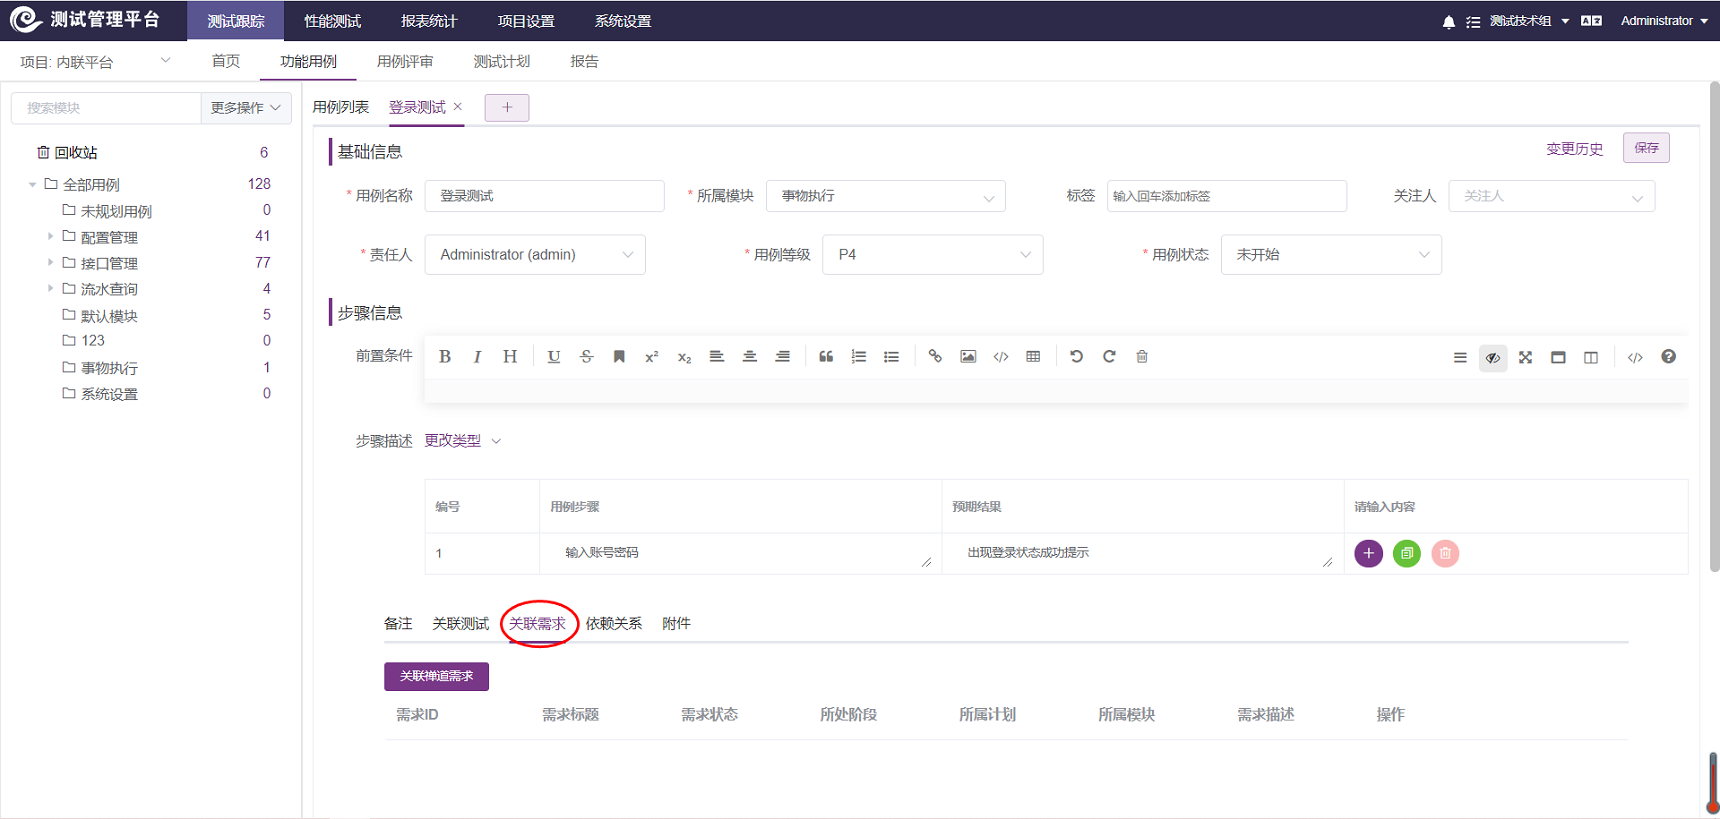 测试管理平台 测试跟踪 性能测试 报表统计 项目设置 系统设置 测试技术组 Administrator
项目: 内联平台 首页 功能用例 用例评审 测试计划 报告
搜索模块 更多操作
回收站 6
全部用例 128
未规划用例 0
配置管理 41
接口管理 77
流水查询 4
默认模块 5
123 0
事物执行 1
系统设置 0
用例列表 登录测试 × +
基础信息 变更历史 保存
* 用例名称 登录测试 * 所属模块 事物执行 标签 输入回车添加标签 关注人 关注人
* 责任人 Administrator (admin) * 用例等级 P4 * 用例状态 未开始
步骤信息
前置条件 B I H U S x² x₂
步骤描述 更改类型
编号 用例步骤 预期结果 请输入内容
1 输入账号密码 出现登录状态成功提示
备注 关联测试 关联需求 依赖关系 附件
关联禅道需求
需求ID 需求标题 需求状态 所处阶段 所属计划 所属模块 需求描述 操作